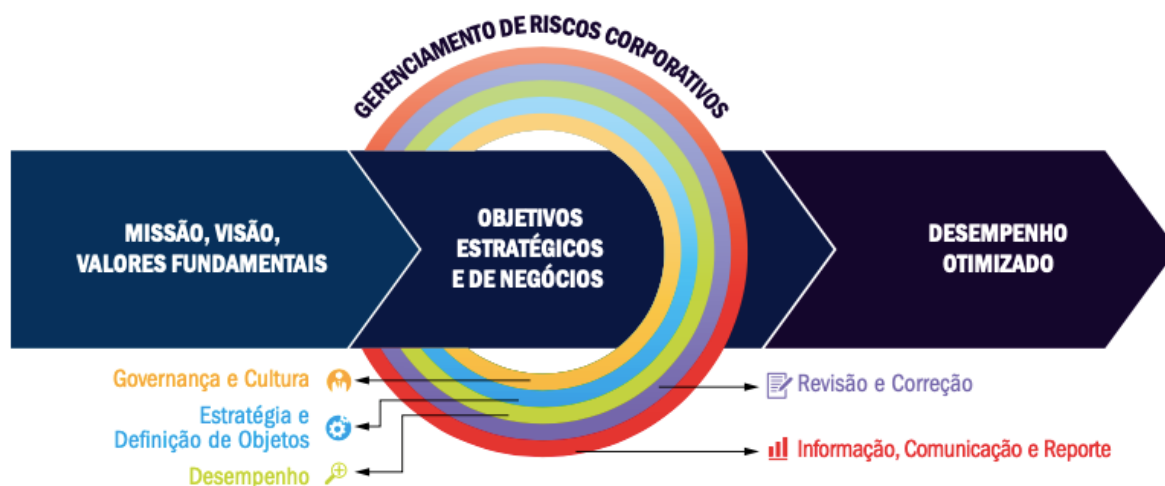 GERENCIAMENTO DE RISCOS CORPORATIVOS
MISSÃO, VISÃO,
VALORES FUNDAMENTAIS
OBJETIVOS
ESTRATÉGICOS
E DE NEGÓCIOS
DESEMPENHO
OTIMIZADO
Governança e Cultura
Estratégia e
Definição de Objetos
Desempenho
Revisão e Correção
Informação, Comunicação e Reporte